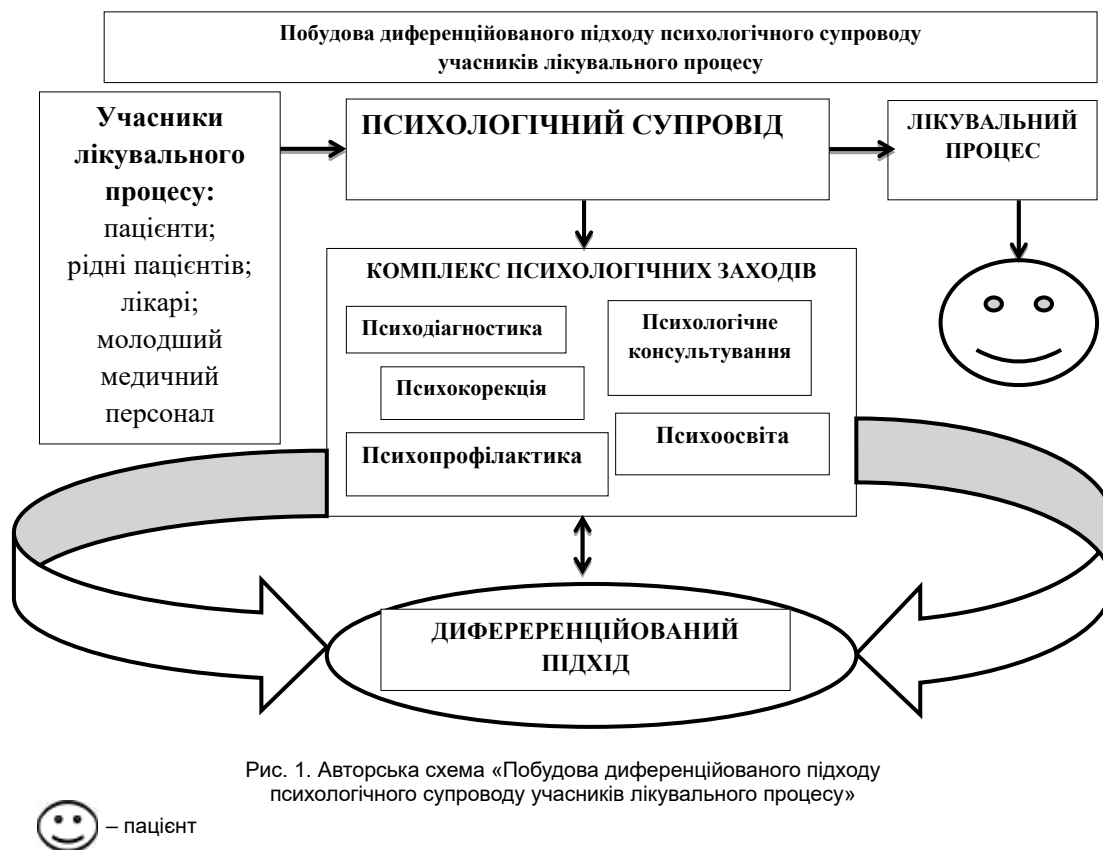 Побудова диференційованого підходу психологічного супроводу
учасників лікувального процесу
Учасники
лікувального
процесу:
пацієнти;
рідні пацієнтів;
лікарі;
молодший
медичний
персонал
ПСИХОЛОГІЧНИЙ СУПРОВІД
ЛІКУВАЛЬНИЙ
ПРОЦЕС
КОМПЛЕКС ПСИХОЛОГІЧНИХ ЗАХОДІВ
Психодіагностика
Психологічне
консультування
Психокорекція
Психоосвіта
Психопрофілактика
ДИФЕРЕРЕНЦІЙОВАНИЙ
ПІДХІД
Рис. 1. Авторська схема «Побудова диференційованого підходу
психологічного супроводу учасників лікувального процесу»
– пацієнт